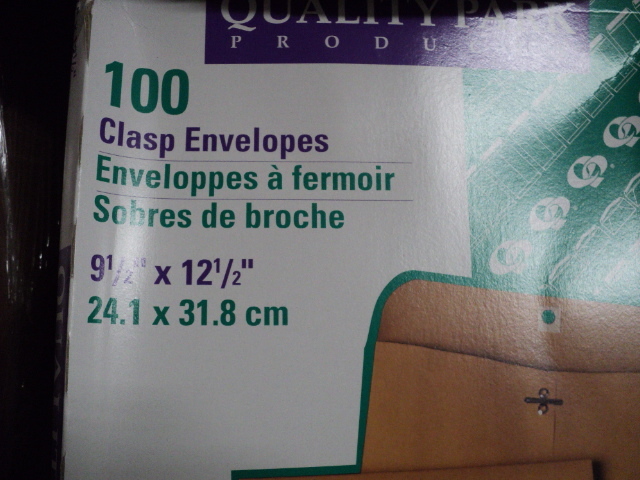 QUALITY PARK
PRODUC
100
Clasp Envelopes
Enveloppes à fermoir
Sobres de broche
9½" x 12½"
24.1 x 31.8 cm